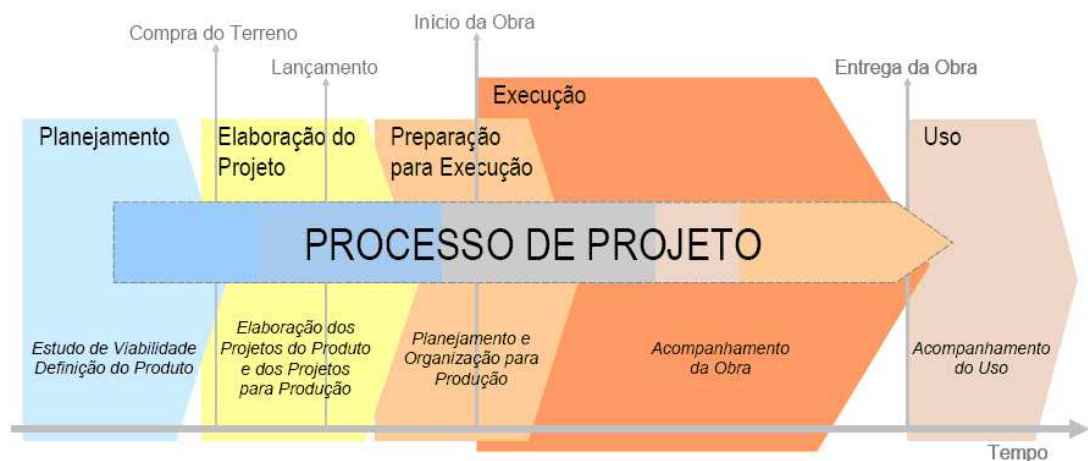 Compra do Terreno
Lançamento
Início da Obra
Entrega da Obra
Planejamento
Elaboração do
Projeto
Preparação
para Execução
Execução
Uso
PROCESSO DE PROJETO
Estudo de Viabilidade
Definição do Produto
Elaboração dos
Projetos do Produto
e dos Projetos
para Produção
Planejamento e
Organização para
Produção
Acompanhamento
da Obra
Acompanhamento
do Uso
Tempo